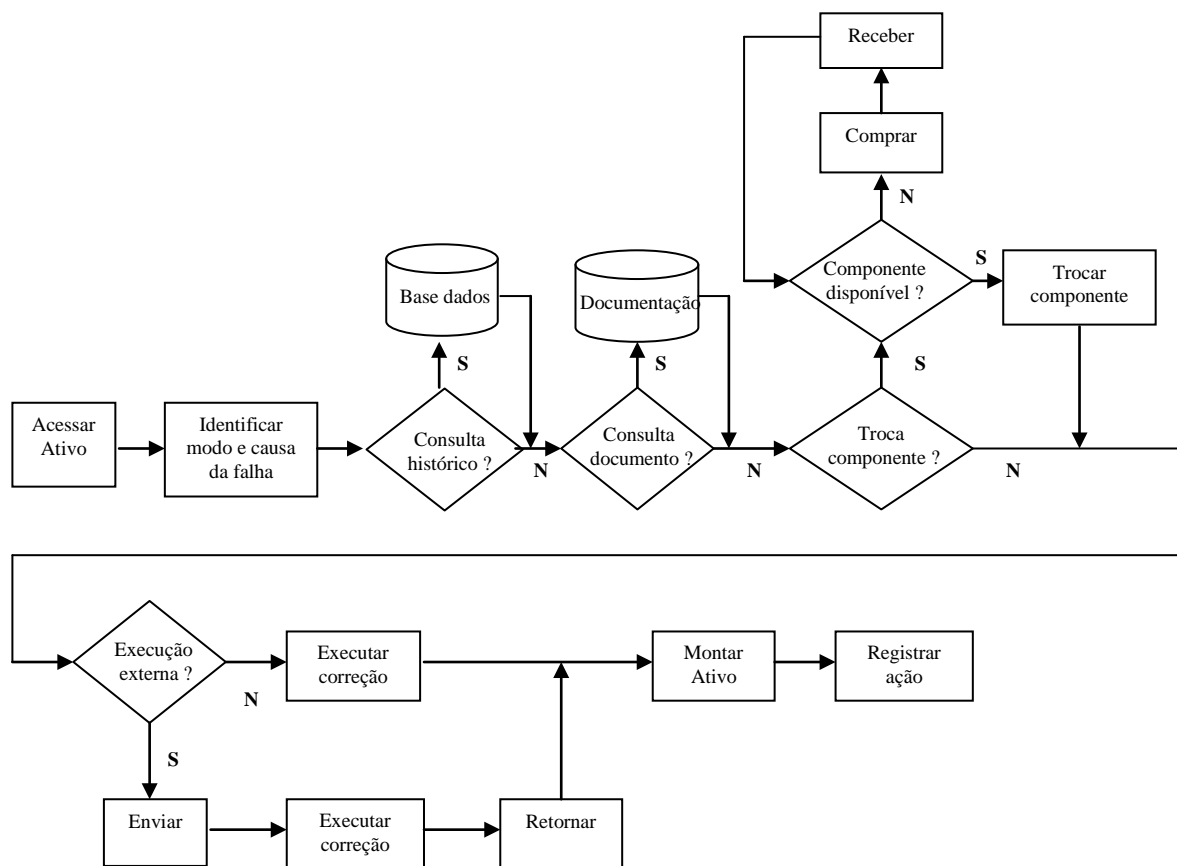 Receber
Comprar
N
Componente
disponível ?
S
Trocar
componente
Base dados
Documentação
S
S
S
Acessar
Ativo
Identificar
modo e causa
da falha
Consulta
histórico ?
N
Consulta
documento ?
N
Troca
componente ?
N
Execução
externa ?
N
Executar
correção
Montar
Ativo
Registrar
ação
S
Enviar
Executar
correção
Retornar